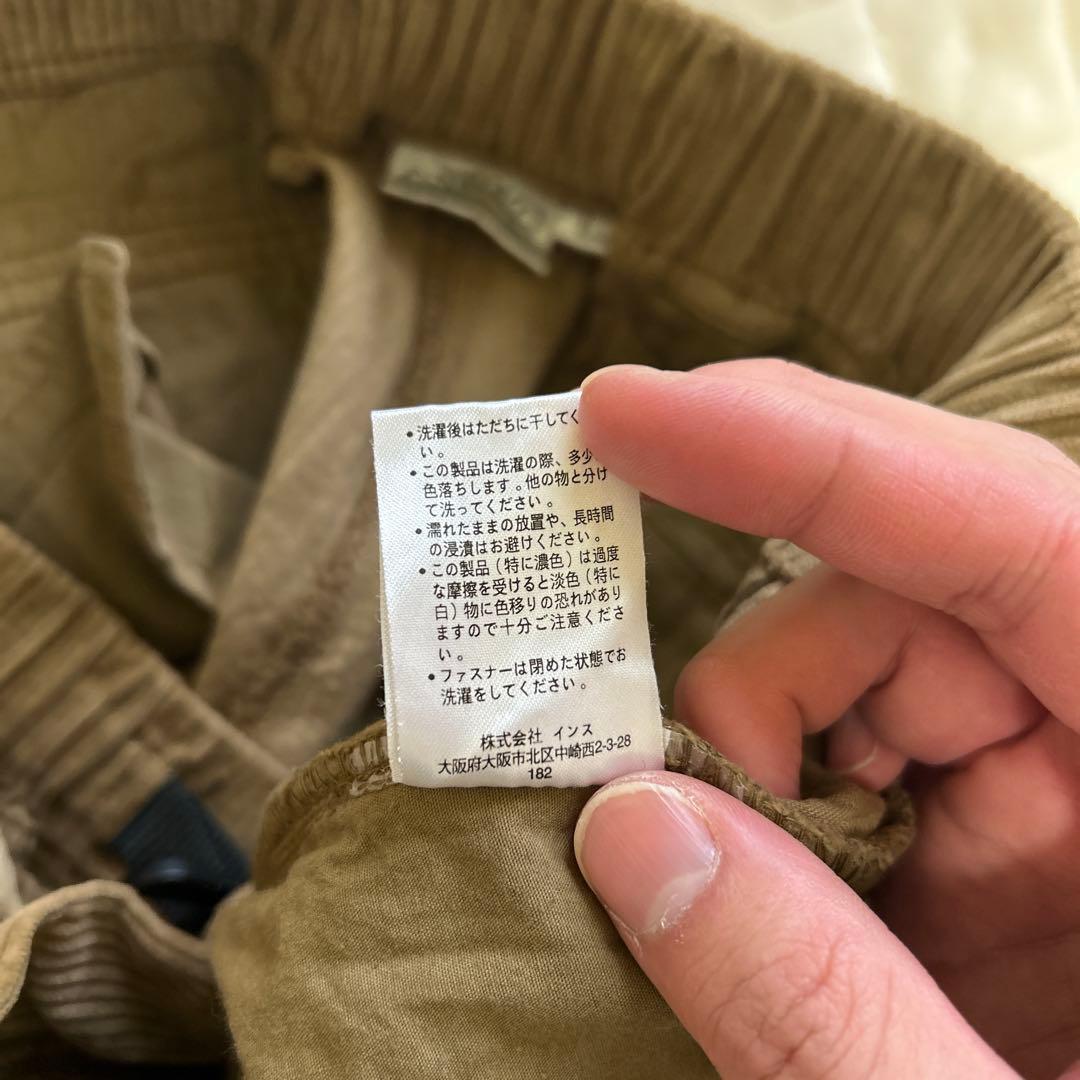 •洗濯後はただちに干してく
い。
•この製品は洗濯の際、多少
色落ちします。他の物と分け
て洗ってください。
•濡れたままの放置や、長時間
の浸漬はお避けください。
•この製品(特に濃色)は過度
な摩擦を受けると淡色(特に
白)物に色移りの恐れがあり
ますので十分ご注意くださ
い。
•ファスナーは閉めた状態でお
洗濯をしてください。
株式会社 インス
大阪府大阪市北区中崎西2-3-28
182